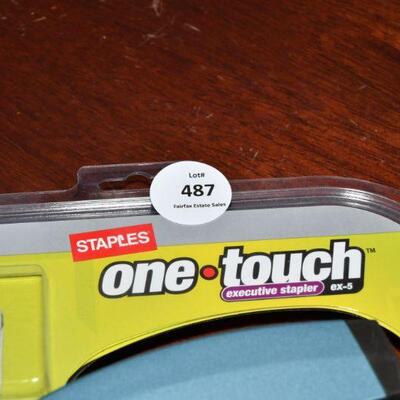 Lot#
487
Fairfax Estate Sales
STAPLES
one•touch™
executive stapler ex-5